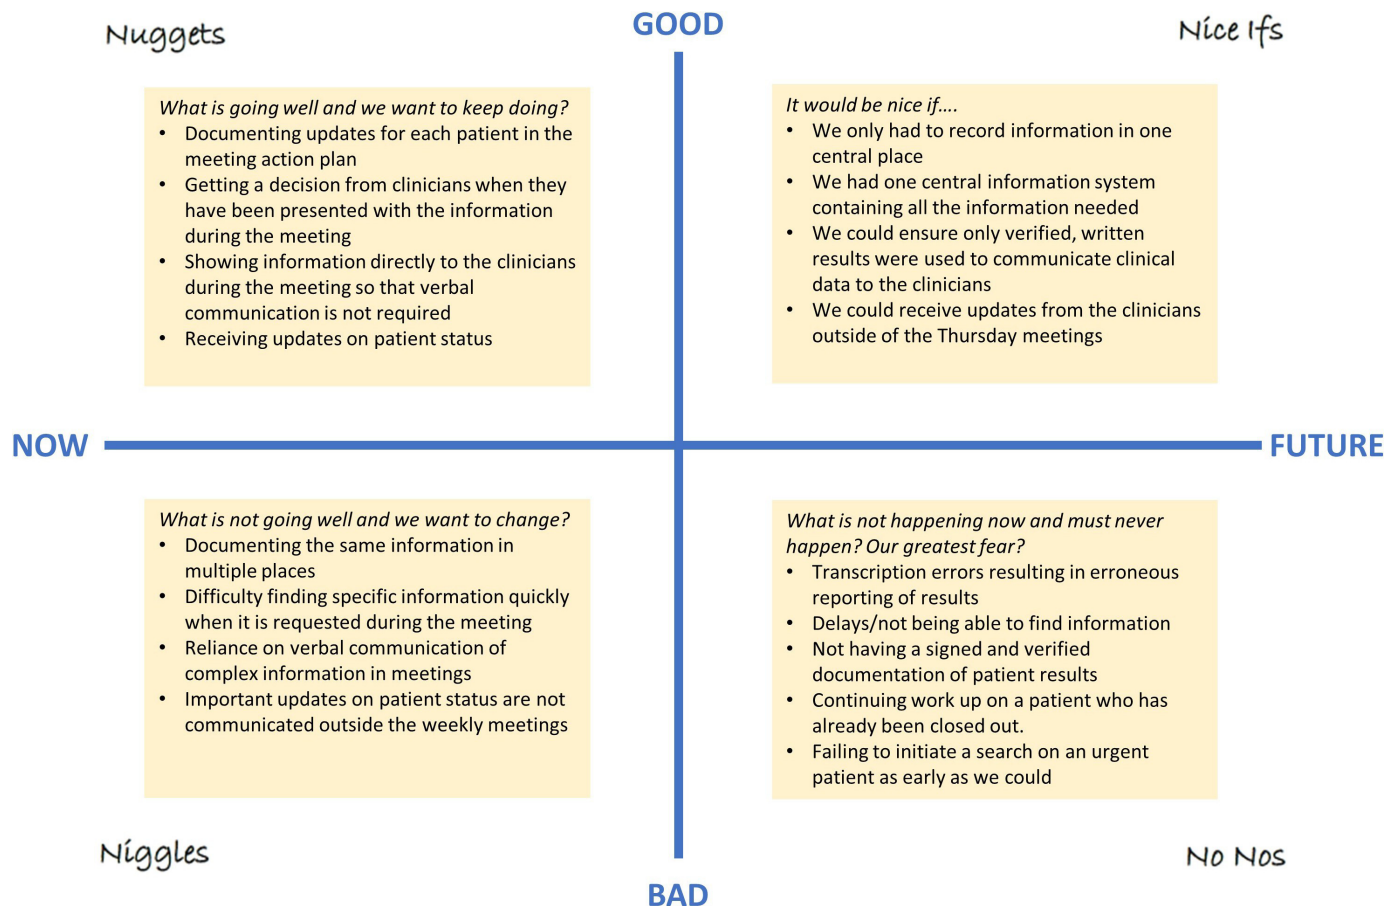 Nuggets
GOOD
Nice Ifs
What is going well and we want to keep doing?
• Documenting updates for each patient in the
meeting action plan
• Getting a decision from clinicians when they
have been presented with the information
during the meeting
• Showing information directly to the clinicians
during the meeting so that verbal
communication is not required
• Receiving updates on patient status
It would be nice if....
• We only had to record information in one
central place
• We had one central information system
containing all the information needed
• We could ensure only verified, written
results were used to communicate clinical
data to the clinicians
• We could receive updates from the clinicians
outside of the Thursday meetings
NOW
FUTURE
What is not going well and we want to change?
• Documenting the same information in
multiple places
• Difficulty finding specific information quickly
when it is requested during the meeting
• Reliance on verbal communication of
complex information in meetings
• Important updates on patient status are not
communicated outside the weekly meetings
What is not happening now and must never
happen? Our greatest fear?
• Transcription errors resulting in erroneous
reporting of results
• Delays/not being able to find information
• Not having a signed and verified
documentation of patient results
• Continuing work up on a patient who has
already been closed out.
• Failing to initiate a search on an urgent
patient as early as we could
Niggles
BAD
No Nos